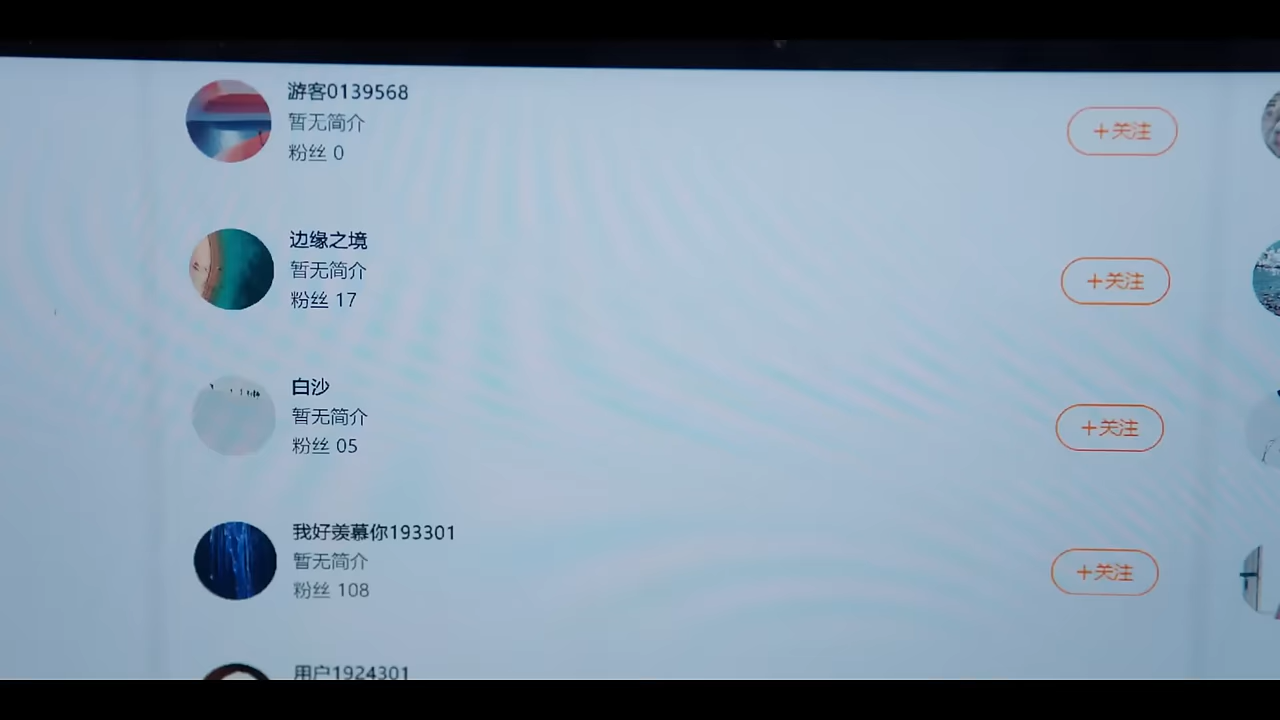 游客0139568
暂无简介
粉丝 0
+关注
边缘之境
暂无简介
粉丝 17
+关注
白沙
暂无简介
粉丝 05
+关注
我好羡慕你193301
暂无简介
粉丝 108
+关注
用户1924301